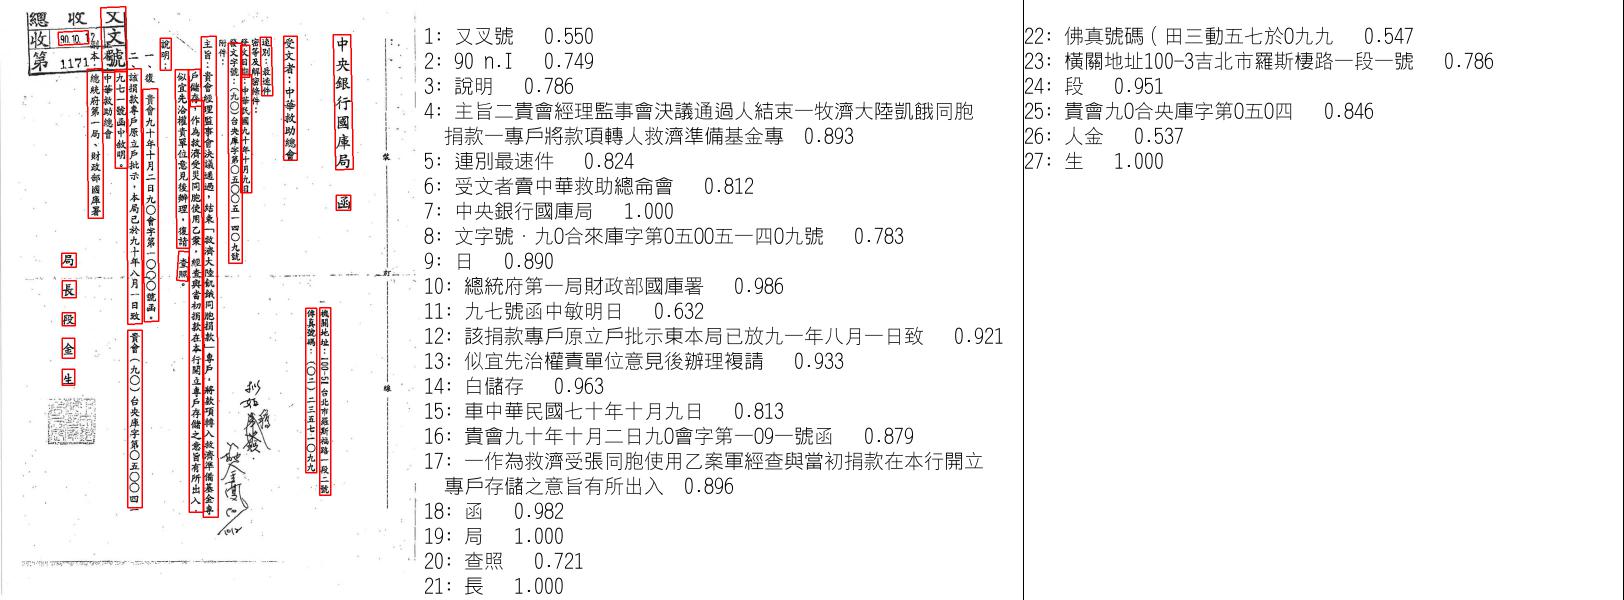 總收文
收 90.10.12 文
第 1171 號
中央銀行國庫局 函
機關地址：100-51台北市羅斯福路一段二號
傳真號碼：(〇二)二三五七一〇九九
受文者：中華救助總會
速別：最速件
密等及解密條件：
發文日期：中華民國九十年十月九日
發文字號：(九〇)台央庫字第〇五〇〇五一四〇九號
附件：
主旨：貴會經理監事會決議通過，結束「救濟大陸飢餓同胞捐款」專戶，將款項轉入救濟準備基金專
戶儲存，作為救濟受災同胞使用乙案，經查與當初捐款在本行開立專戶存儲之意旨有所出入，
似宜先洽權責單位意見後辦理，復請 查照。
說明：
一、復 貴會九十年十月二日九〇會字第一〇〇〇號函。
二、該捐款專戶原立戶批示，本局已於九十年八月一日致 貴會(九〇)台央庫字第〇五〇〇四一
九七一號函中敘明。
正本：中華救助總會
副本：總統府第一局、財政部國庫署
局長 段金生
1: 又叉號 0.550
2: 90 n.I 0.749
3: 說明 0.786
4: 主旨二貴會經理監事會決議通過人結束一牧濟大陸凱餓同胞
捐款一專戶將款項轉人救濟準備基金專 0.893
5: 連別最速件 0.824
6: 受文者賣中華救助總侖會 0.812
7: 中央銀行國庫局 1.000
8: 文字號‧九0合來庫字第0五00五一四0九號 0.783
9: 日 0.890
10: 總統府第一局財政部國庫署 0.986
11: 九七號函中敏明日 0.632
12: 該捐款專戶原立戶批示東本局已放九一年八月一日致 0.921
13: 似宜先治權責單位意見後辦理複請 0.933
14: 白儲存 0.963
15: 車中華民國七十年十月九日 0.813
16: 貴會九十年十月二日九0會字第一09一號函 0.879
17: 一作為救濟受張同胞使用乙案軍經查與當初捐款在本行開立
專戶存儲之意旨有所出入 0.896
18: 函 0.982
19: 局 1.000
20: 查照 0.721
21: 長 1.000
22: 佛真號碼(田三動五七於0九九 0.547
23: 橫關地址100-3吉北市羅斯棲路一段一號 0.786
24: 段 0.951
25: 貴會九0合央庫字第0五0四 0.846
26: 人金 0.537
27: 生 1.000